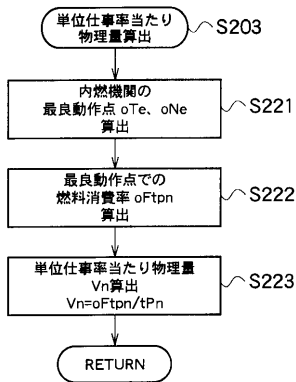 単位仕事率当たり
物理量算出
S203
内燃機関の
最良動作点 oTe、oNe
算出
S221
最良動作点での
燃料消費率 oFtpn
算出
S222
単位仕事率当たり物理量
Vn算出
Vn=oFtpn/tPn
S223
RETURN